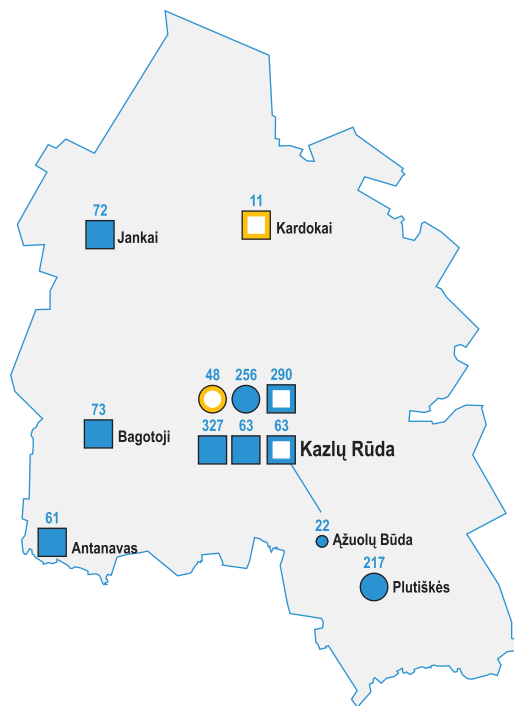 72
Jankai
11
Kardokai
48 256 290
73
Bagotoji
327 63 63
Kazlų Rūda
61
Antanavas
22
Ąžuolų Būda
217
Plutiškės